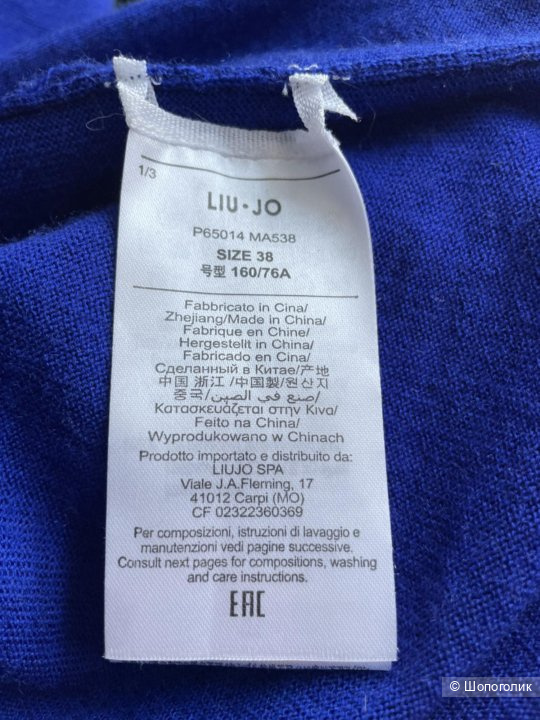 1/3
LIU·JO
P65014 MA538
SIZE 38
号型 160/76A
Fabbricato in Cina/
Zhejiang/Made in China/
Fabrique en Chine/
Hergestellt in China/
Fabricado en Cina/
Сделанный в Китае/产地
中国 浙江 /中国製/원산지
중국/صنع في الصين/
Κατασκευάζεται στην Κινα/
Feito na China/
Wyprodukowano w Chinach
Prodotto importato e distribuito da:
LIUJO SPA
Viale J.A.Fleming, 17
41012 Carpi (MO)
CF 02322360369
Per composizioni, istruzioni di lavaggio e
manutenzioni vedi pagine successive.
Consult next pages for compositions, washing
and care instructions.
EAC
© Шопоголик